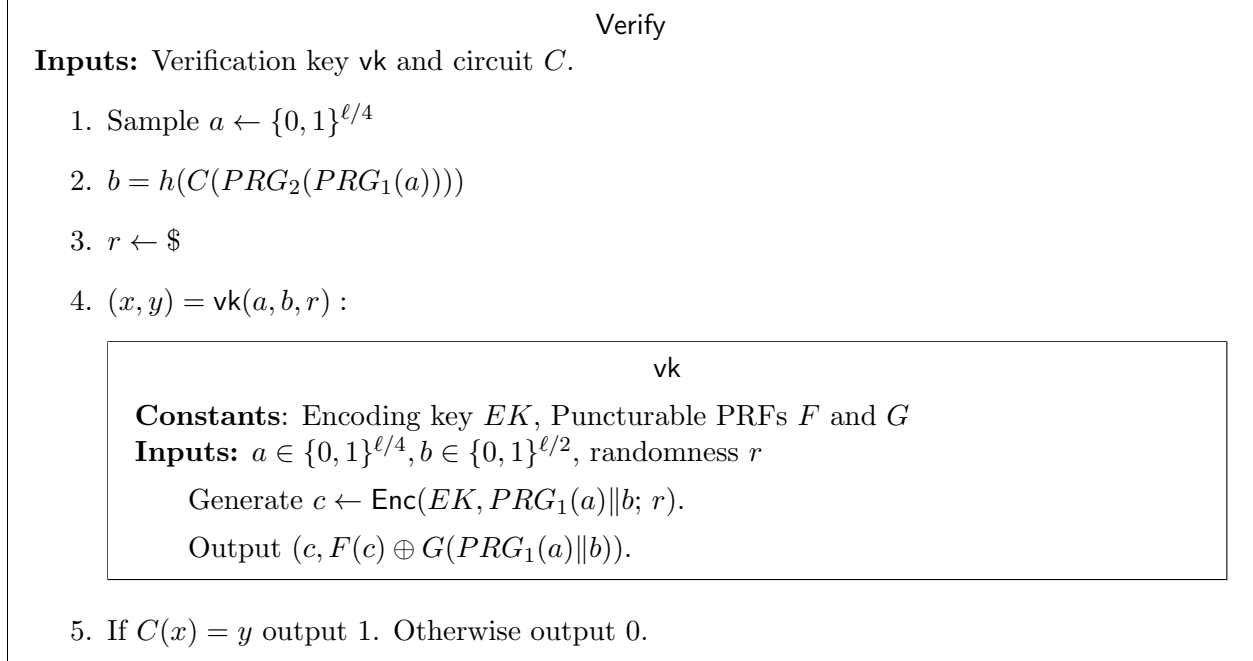 Verify
Inputs: Verification key vk and circuit C.
1. Sample a ← {0, 1}^{ℓ/4}
2. b = h(C(PRG_2(PRG_1(a))))
3. r ← $
4. (x, y) = vk(a, b, r) :
vk
Constants: Encoding key EK, Puncturable PRFs F and G
Inputs: a ∈ {0, 1}^{ℓ/4}, b ∈ {0, 1}^{ℓ/2}, randomness r
Generate c ← Enc(EK, PRG_1(a)‖b; r).
Output (c, F(c) ⊕ G(PRG_1(a)‖b)).
5. If C(x) = y output 1. Otherwise output 0.